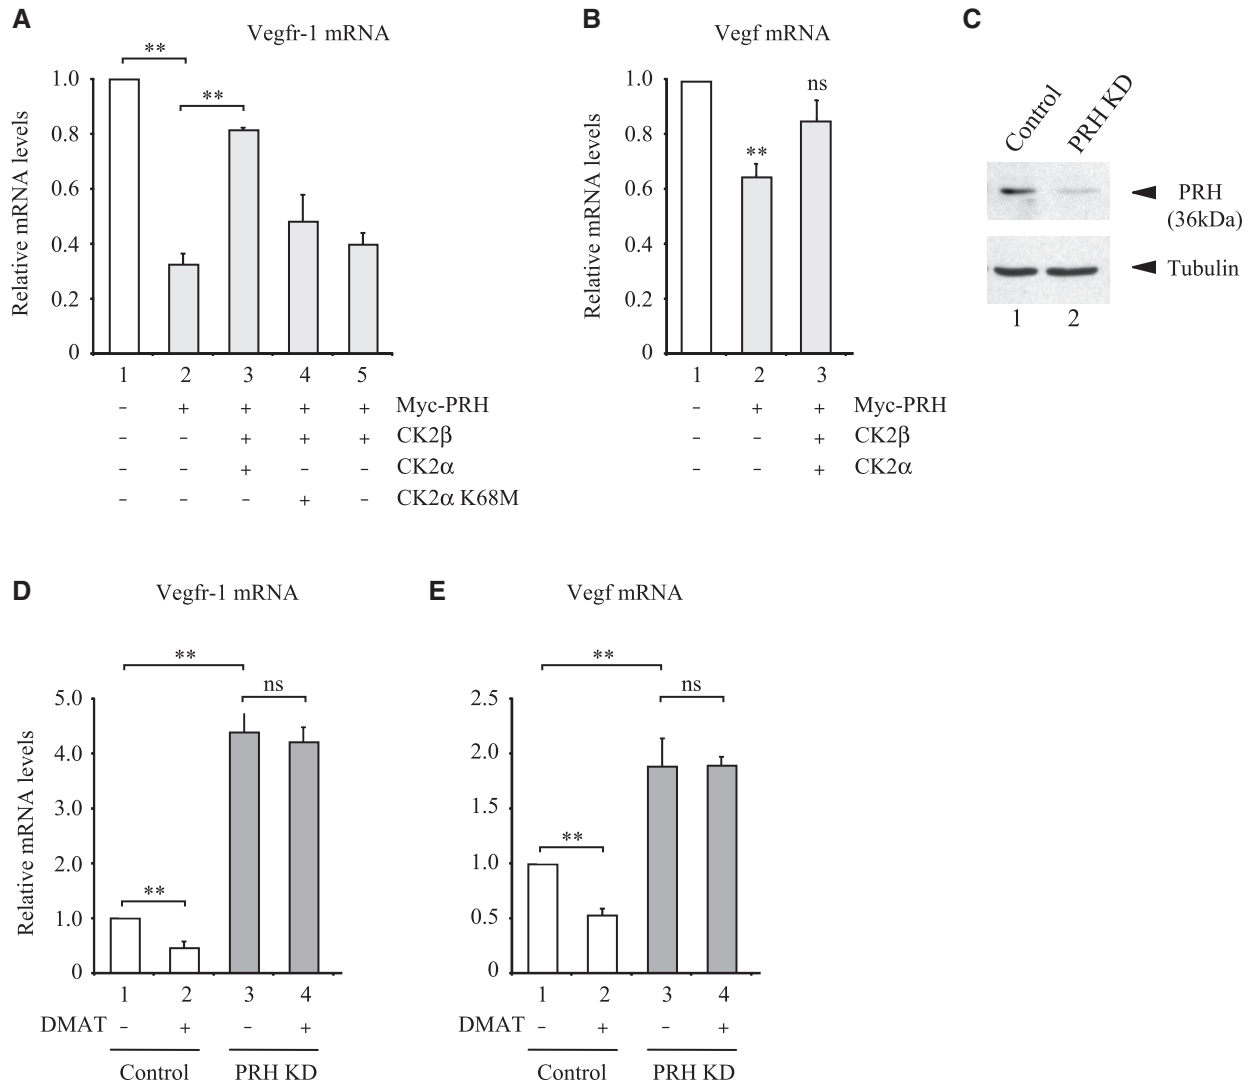 A
Vegfr-1 mRNA
**
**
Relative mRNA levels
1.0
0.8
0.6
0.4
0.2
0
1 2 3 4 5
- + + + + Myc-PRH
- - + + + CK2β
- - + - - CK2α
- - - + - CK2α K68M
B
Vegf mRNA
**
ns
Relative mRNA levels
1.0
0.8
0.6
0.4
0.2
0
1 2 3
- + + Myc-PRH
- - + CK2β
- - + CK2α
C
Control
PRH KD
PRH
(36kDa)
Tubulin
1 2
D
Vegfr-1 mRNA
**
ns
**
Relative mRNA levels
5.0
4.0
3.0
2.0
1.0
0
1 2 3 4
DMAT - + - +
Control PRH KD
E
Vegf mRNA
**
ns
**
2.5
2.0
1.5
1.0
0.5
0
1 2 3 4
DMAT - + - +
Control PRH KD